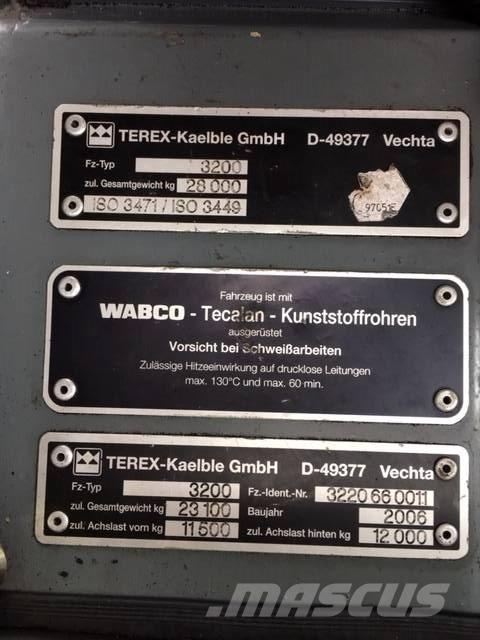 TEREX-Kaelble GmbH D-49377 Vechta
Fz-Typ 3200
zul. Gesamtgewicht kg 28 000
ISO 3471 / ISO 3449
Fahrzeug ist mit
WABCO - Tecalan - Kunststoffrohren
ausgerüstet
Vorsicht bei Schweißarbeiten
Zulässige Hitzeeinwirkung auf drucklose Leitungen
max. 130°C und max. 60 min.
TEREX-Kaelble GmbH D-49377 Vechta
Fz-Typ 3200 Fz.-Ident.-Nr. 3220 66 0011
zul. Gesamtgewicht kg 23 100 Baujahr 2006
zul. Achslast vorn kg 11 500 zul. Achslast hinten kg 12 000
MASCUS